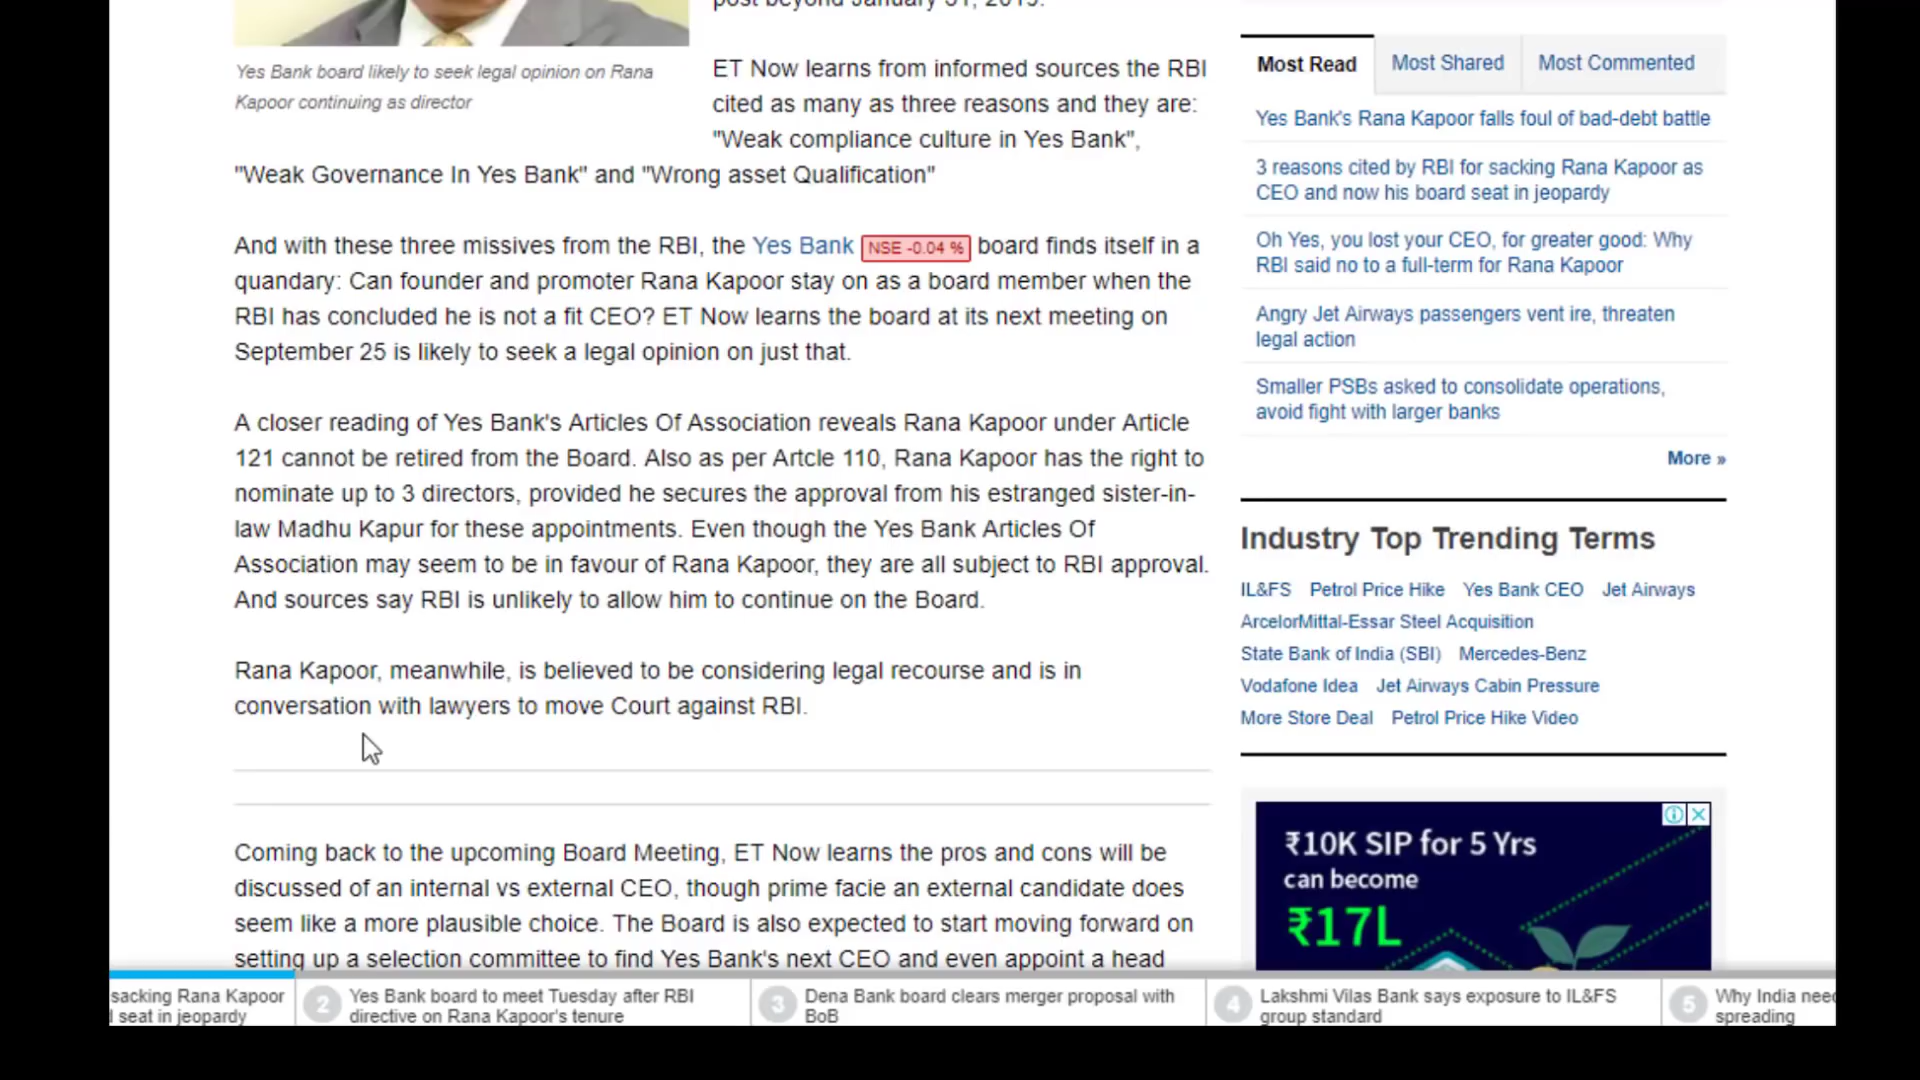 post beyond January 31, 2019.
Yes Bank board likely to seek legal opinion on Rana
Kapoor continuing as director
ET Now learns from informed sources the RBI
cited as many as three reasons and they are:
"Weak compliance culture in Yes Bank",
"Weak Governance In Yes Bank" and "Wrong asset Qualification"
And with these three missives from the RBI, the Yes Bank NSE -0.04 % board finds itself in a
quandary: Can founder and promoter Rana Kapoor stay on as a board member when the
RBI has concluded he is not a fit CEO? ET Now learns the board at its next meeting on
September 25 is likely to seek a legal opinion on just that.
A closer reading of Yes Bank's Articles Of Association reveals Rana Kapoor under Article
121 cannot be retired from the Board. Also as per Artcle 110, Rana Kapoor has the right to
nominate up to 3 directors, provided he secures the approval from his estranged sister-in-
law Madhu Kapur for these appointments. Even though the Yes Bank Articles Of
Association may seem to be in favour of Rana Kapoor, they are all subject to RBI approval.
And sources say RBI is unlikely to allow him to continue on the Board.
Rana Kapoor, meanwhile, is believed to be considering legal recourse and is in
conversation with lawyers to move Court against RBI.
Coming back to the upcoming Board Meeting, ET Now learns the pros and cons will be
discussed of an internal vs external CEO, though prime facie an external candidate does
seem like a more plausible choice. The Board is also expected to start moving forward on
setting up a selection committee to find Yes Bank's next CEO and even appoint a head
Most Read Most Shared Most Commented
Yes Bank's Rana Kapoor falls foul of bad-debt battle
3 reasons cited by RBI for sacking Rana Kapoor as
CEO and now his board seat in jeopardy
Oh Yes, you lost your CEO, for greater good: Why
RBI said no to a full-term for Rana Kapoor
Angry Jet Airways passengers vent ire, threaten
legal action
Smaller PSBs asked to consolidate operations,
avoid fight with larger banks
More »
Industry Top Trending Terms
IL&FS Petrol Price Hike Yes Bank CEO Jet Airways
ArcelorMittal-Essar Steel Acquisition
State Bank of India (SBI) Mercedes-Benz
Vodafone Idea Jet Airways Cabin Pressure
More Store Deal Petrol Price Hike Video
₹10K SIP for 5 Yrs
can become
₹17L
sacking Rana Kapoor
seat in jeopardy
2 Yes Bank board to meet Tuesday after RBI
directive on Rana Kapoor's tenure
3 Dena Bank board clears merger proposal with
BoB
4 Lakshmi Vilas Bank says exposure to IL&FS
group standard
5 Why India need
spreading